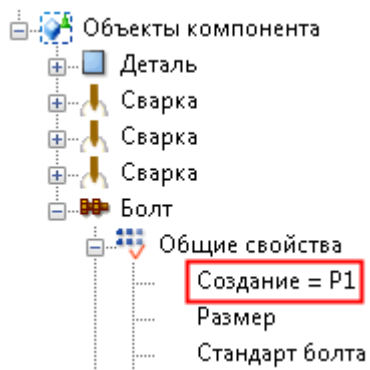 Объекты компонента
Деталь
Сварка
Сварка
Сварка
Болт
Общие свойства
Создание = P1
Размер
Стандарт болта